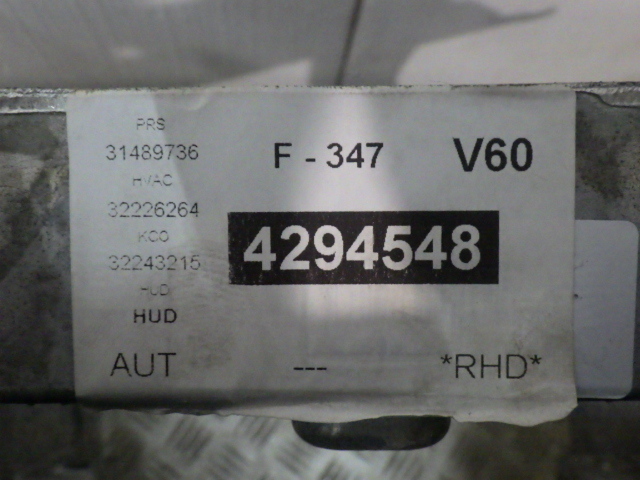 PRS
31489736
F - 347
V60
HVAC
32226264
KCO
4294548
32243215
HUD
HUD
AUT
---
*RHD*